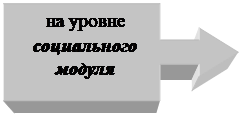 на уровне
социального
модуля